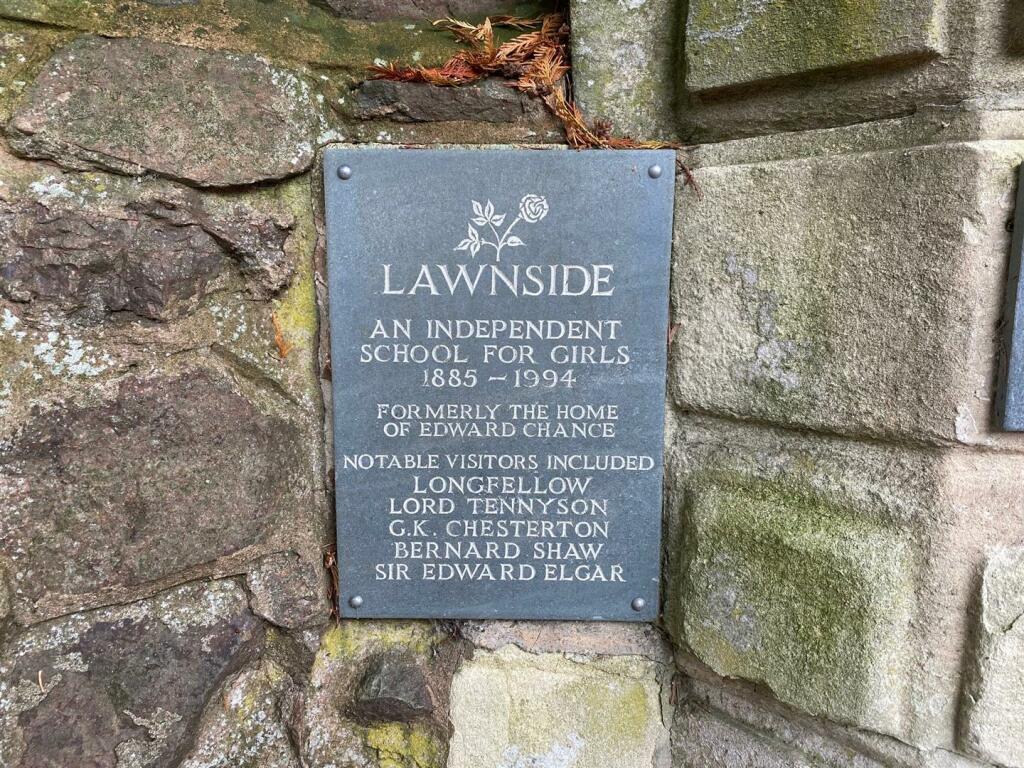 LAWNSIDE
AN INDEPENDENT
SCHOOL FOR GIRLS
1885 – 1994
FORMERLY THE HOME
OF EDWARD CHANCE
NOTABLE VISITORS INCLUDED
LONGFELLOW
LORD TENNYSON
G.K. CHESTERTON
BERNARD SHAW
SIR EDWARD ELGAR